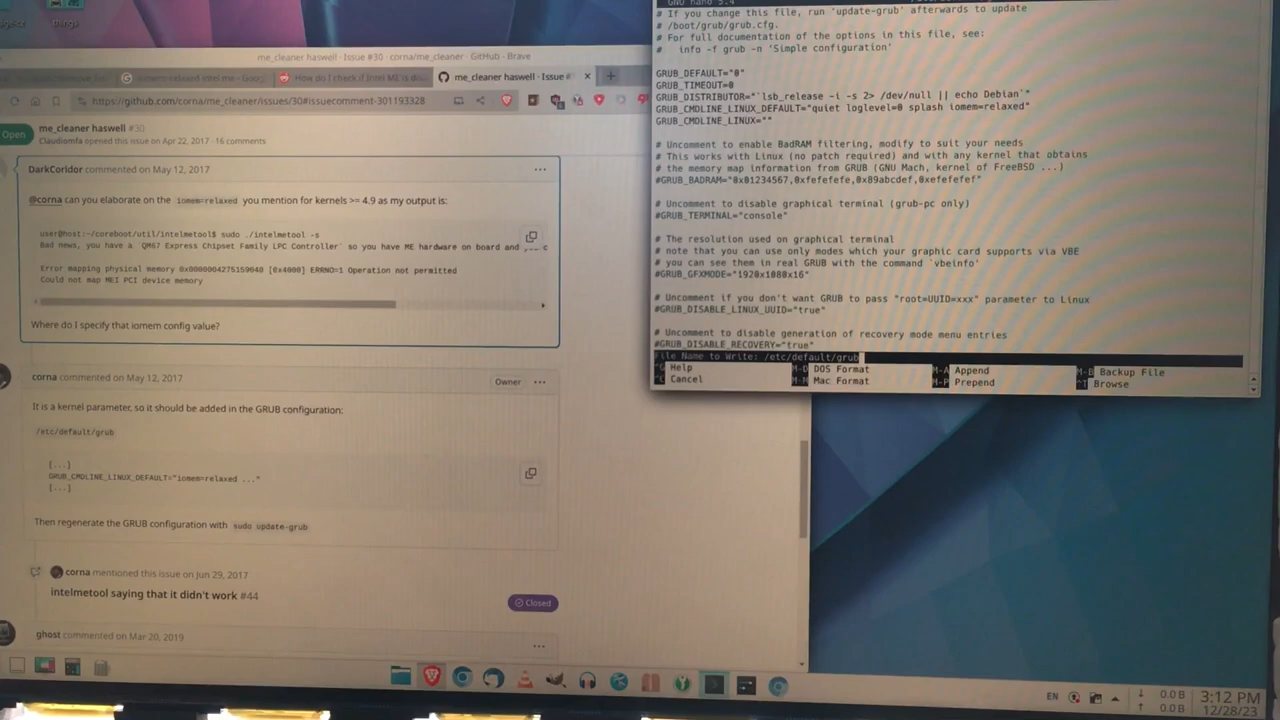 things
me_cleaner haswell · Issue #30 · corna/me_cleaner · GitHub - Brave
How do I check if Intel ME is
me_cleaner haswell · Issue #
https://github.com/corna/me_cleaner/issues/30#issuecomment-301193328
Open
me_cleaner haswell #30
Claudiomfa opened this issue on Apr 22, 2017 · 16 comments
DarkCoridor commented on May 12, 2017
@corna can you elaborate on the iomem=relaxed you mention for kernels >= 4.9 as my output is:
user@host:~/coreboot/util/intelmetool$ sudo ./intelmetool -s
Bad news, you have a `QM67 Express Chipset Family LPC Controller` so you have ME hardware on board and
Error mapping physical memory 0x0000004275159040 [0x4000] ERRNO=1 Operation not permitted
Could not map MEI PCI device memory
Where do I specify that iomem config value?
corna commented on May 12, 2017
Owner
It is a kernel parameter, so it should be added in the GRUB configuration:
/etc/default/grub
[...]
GRUB_CMDLINE_LINUX_DEFAULT="iomem=relaxed ..."
[...]
Then regenerate the GRUB configuration with sudo update-grub
corna mentioned this issue on Jun 29, 2017
intelmetool saying that it didn't work #44
Closed
ghost commented on Mar 20, 2019
GNU nano 5.4
# If you change this file, run 'update-grub' afterwards to update
# /boot/grub/grub.cfg.
# For full documentation of the options in this file, see:
#   info -f grub -n 'Simple configuration'
GRUB_DEFAULT="0"
GRUB_TIMEOUT=0
GRUB_DISTRIBUTOR="`lsb_release -i -s 2> /dev/null || echo Debian`"
GRUB_CMDLINE_LINUX_DEFAULT="quiet loglevel=0 splash iomem=relaxed"
GRUB_CMDLINE_LINUX=""
# Uncomment to enable BadRAM filtering, modify to suit your needs
# This works with Linux (no patch required) and with any kernel that obtains
# the memory map information from GRUB (GNU Mach, kernel of FreeBSD ...)
#GRUB_BADRAM="0x01234567,0xfefefefe,0x89abcdef,0xefefefef"
# Uncomment to disable graphical terminal (grub-pc only)
#GRUB_TERMINAL="console"
# The resolution used on graphical terminal
# note that you can use only modes which your graphic card supports via VBE
# you can see them in real GRUB with the command `vbeinfo'
#GRUB_GFXMODE="1920x1080x16"
# Uncomment if you don't want GRUB to pass "root=UUID=xxx" parameter to Linux
#GRUB_DISABLE_LINUX_UUID="true"
# Uncomment to disable generation of recovery mode menu entries
#GRUB_DISABLE_RECOVERY="true"
File Name to Write: /etc/default/grub
^G Help
M-D DOS Format
M-A Append
M-B Backup File
^C Cancel
M-M Mac Format
M-P Prepend
^T Browse
EN
↓ 0.0 B
↑ 0.0 B
3:12 PM
12/28/23